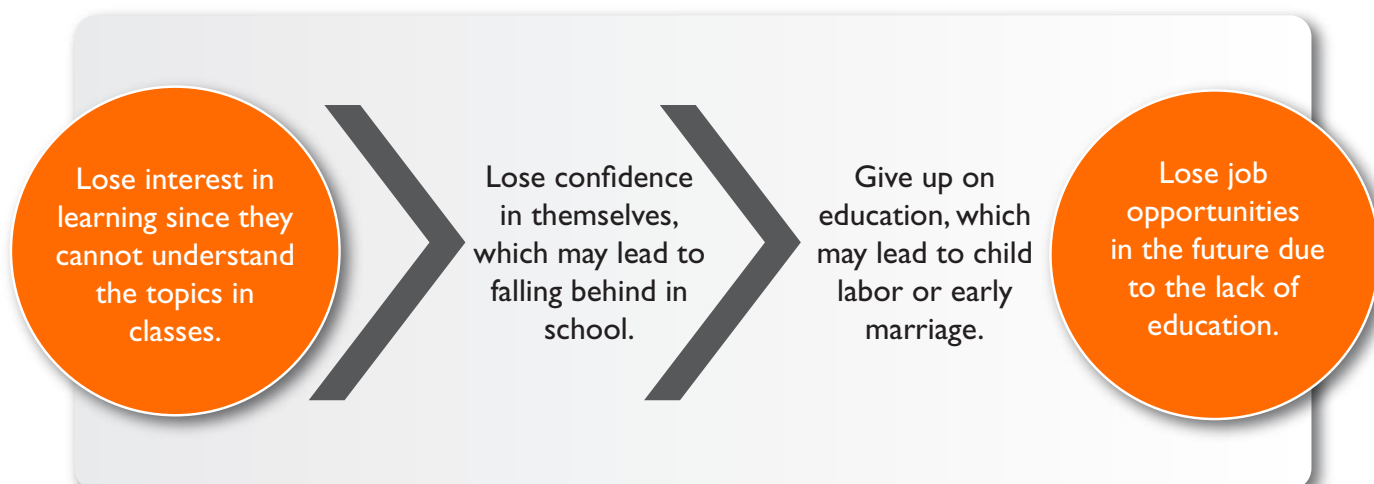 Lose interest in
learning since they
cannot understand
the topics in
classes.
Lose confidence
in themselves,
which may lead to
falling behind in
school.
Give up on
education, which
may lead to child
labor or early
marriage.
Lose job
opportunities
in the future due
to the lack of
education.